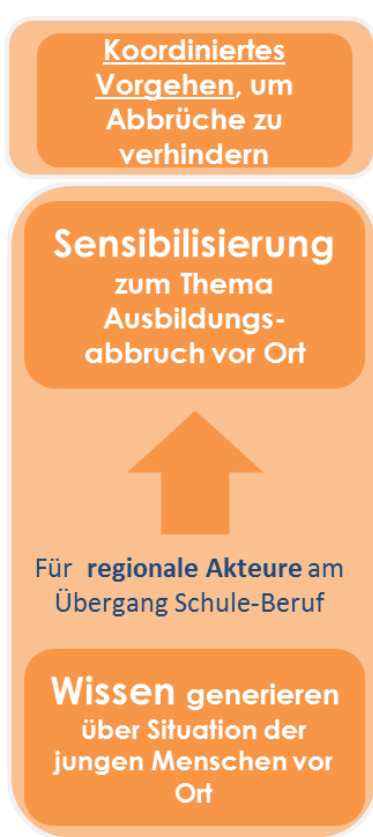 Koordiniertes
Vorgehen, um
Abbrüche zu
verhindern
Sensibilisierung
zum Thema
Ausbildungs-
abbruch vor Ort
Für regionale Akteure am
Übergang Schule-Beruf
Wissen generieren
über Situation der
jungen Menschen vor
Ort